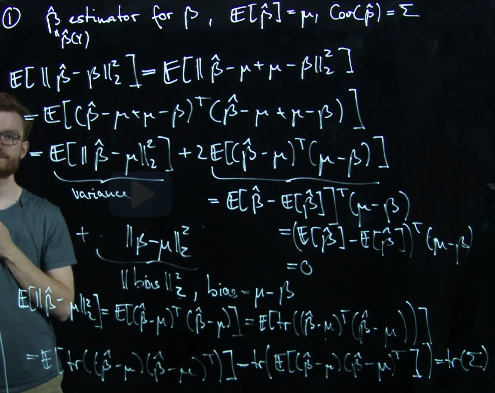 ① β̂ estimator for β, 𝔼[β̂]=μ, Cov(β̂)=Σ
"β̂(Y)
𝔼[‖β̂-β‖₂²] = 𝔼[‖β̂-μ+μ-β‖₂²]
= 𝔼[(β̂-μ+μ-β)ᵀ(β̂-μ+μ-β)]
= 𝔼[‖β̂-μ‖₂²] + 2𝔼[(β̂-μ)ᵀ(μ-β)]
variance
= 𝔼[β̂-𝔼[β̂]]ᵀ(μ-β)
= (𝔼[β̂]-𝔼[β̂])ᵀ(μ-β)
= 0
+ ‖β-μ‖₂²
‖bias‖₂², bias = μ-β
𝔼[‖β̂-μ‖₂²] = 𝔼[(β̂-μ)ᵀ(β̂-μ)] = 𝔼[tr((β̂-μ)ᵀ(β̂-μ))]
= 𝔼[tr((β̂-μ)(β̂-μ)ᵀ)] = tr(𝔼[(β̂-μ)(β̂-μ)ᵀ]) = tr(Σ)